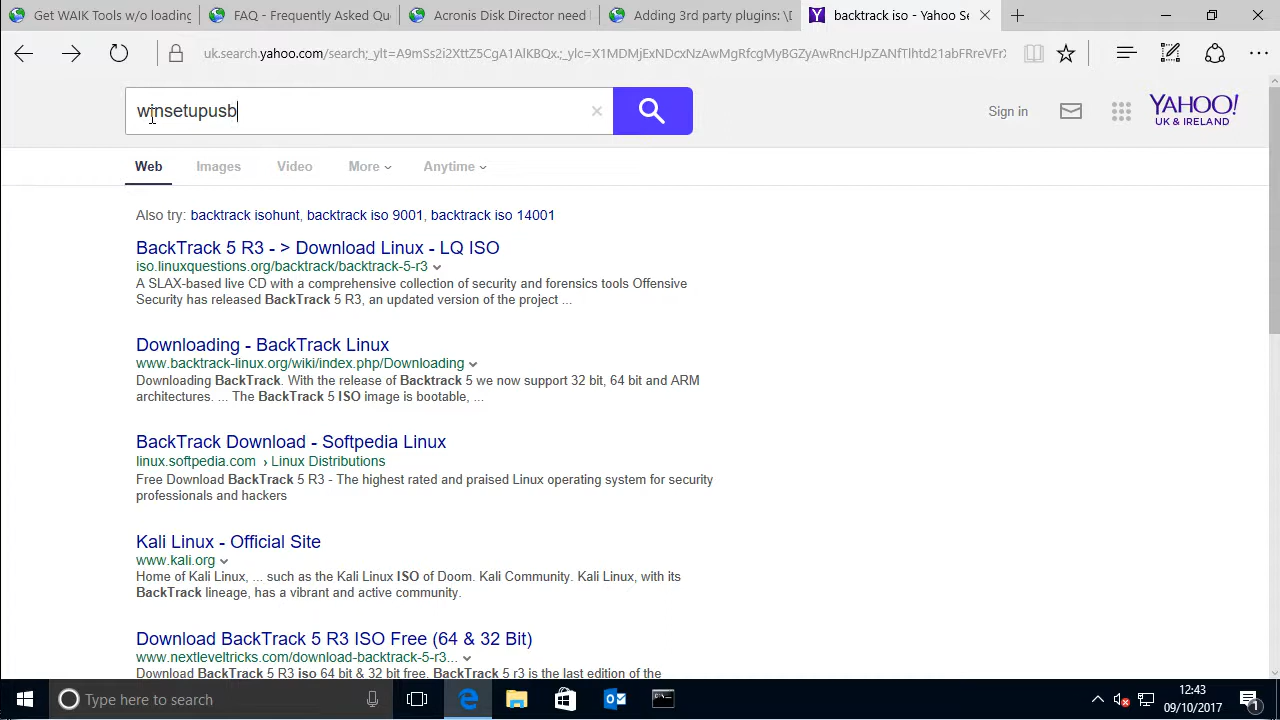 Get WAIK Tools w/o loading
FAQ - Frequently Asked Qu
Acronis Disk Director need
Adding 3rd party plugins: \D
backtrack iso - Yahoo Se
uk.search.yahoo.com/search;_ylt=A9mSs2i2XttZ5CgA1AlKBQx.;_ylc=X1MDMjExNDcxNzAwMgRfcgMyBGZyAwRncHJpZANfTlhtd21abFRreVFrX
winsetupusb
Sign in
YAHOO!
UK & IRELAND
Web Images Video More Anytime
Also try: backtrack isohunt, backtrack iso 9001, backtrack iso 14001
BackTrack 5 R3 - > Download Linux - LQ ISO
iso.linuxquestions.org/backtrack/backtrack-5-r3
A SLAX-based live CD with a comprehensive collection of security and forensics tools Offensive
Security has released BackTrack 5 R3, an updated version of the project ...
Downloading - BackTrack Linux
www.backtrack-linux.org/wiki/index.php/Downloading
Downloading BackTrack. With the release of Backtrack 5 we now support 32 bit, 64 bit and ARM
architectures. ... The BackTrack 5 ISO image is bootable, ...
BackTrack Download - Softpedia Linux
linux.softpedia.com › Linux Distributions
Free Download BackTrack 5 R3 - The highest rated and praised Linux operating system for security
professionals and hackers
Kali Linux - Official Site
www.kali.org
Home of Kali Linux, ... such as the Kali Linux ISO of Doom. Kali Community. Kali Linux, with its
BackTrack lineage, has a vibrant and active community.
Download BackTrack 5 R3 ISO Free (64 & 32 Bit)
www.nextleveltricks.com/download-backtrack-5-r3...
Download BackTrack 5 R3 iso 64 bit & 32 bit free. BackTrack 5 r3 is the last edition of the
Type here to search
12:43
09/10/2017
1